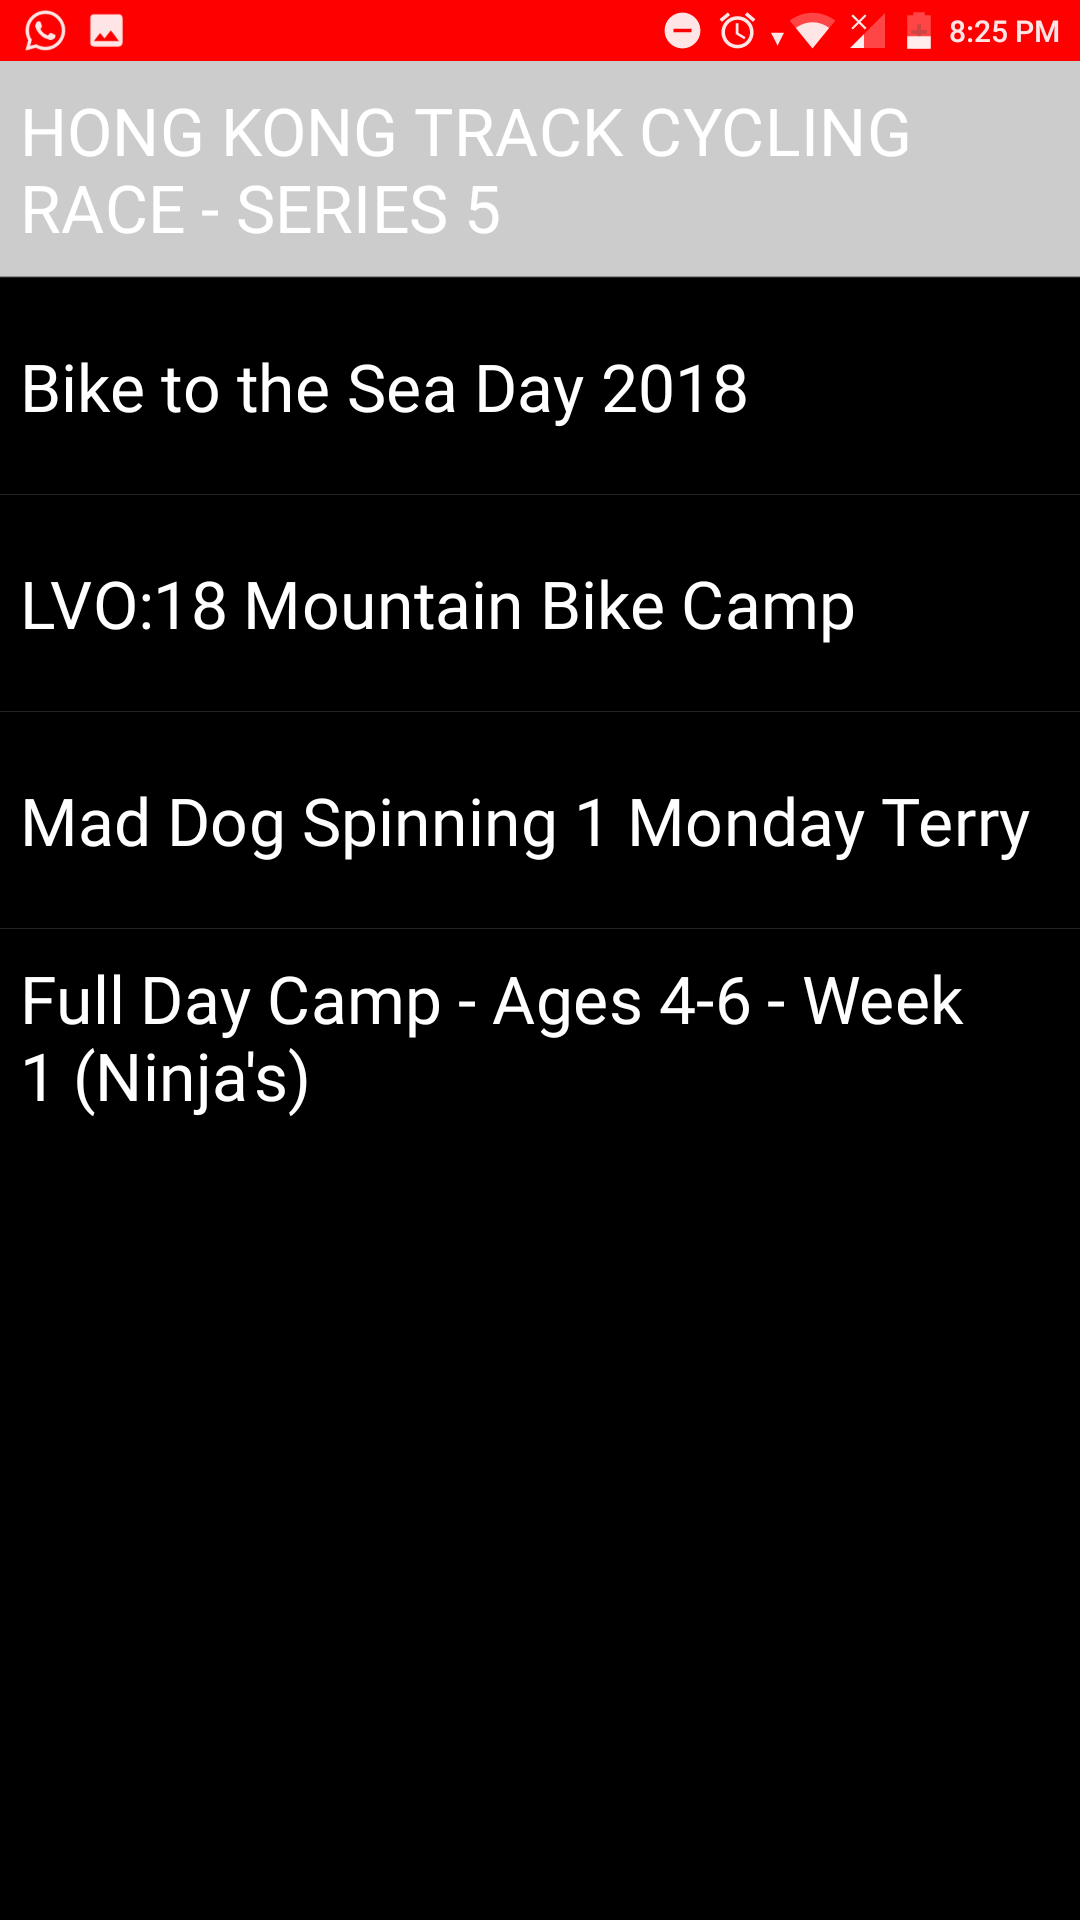 8:25 PM
HONG KONG TRACK CYCLING
RACE - SERIES 5
Bike to the Sea Day 2018
LVO:18 Mountain Bike Camp
Mad Dog Spinning 1 Monday Terry
Full Day Camp - Ages 4-6 - Week
1 (Ninja's)